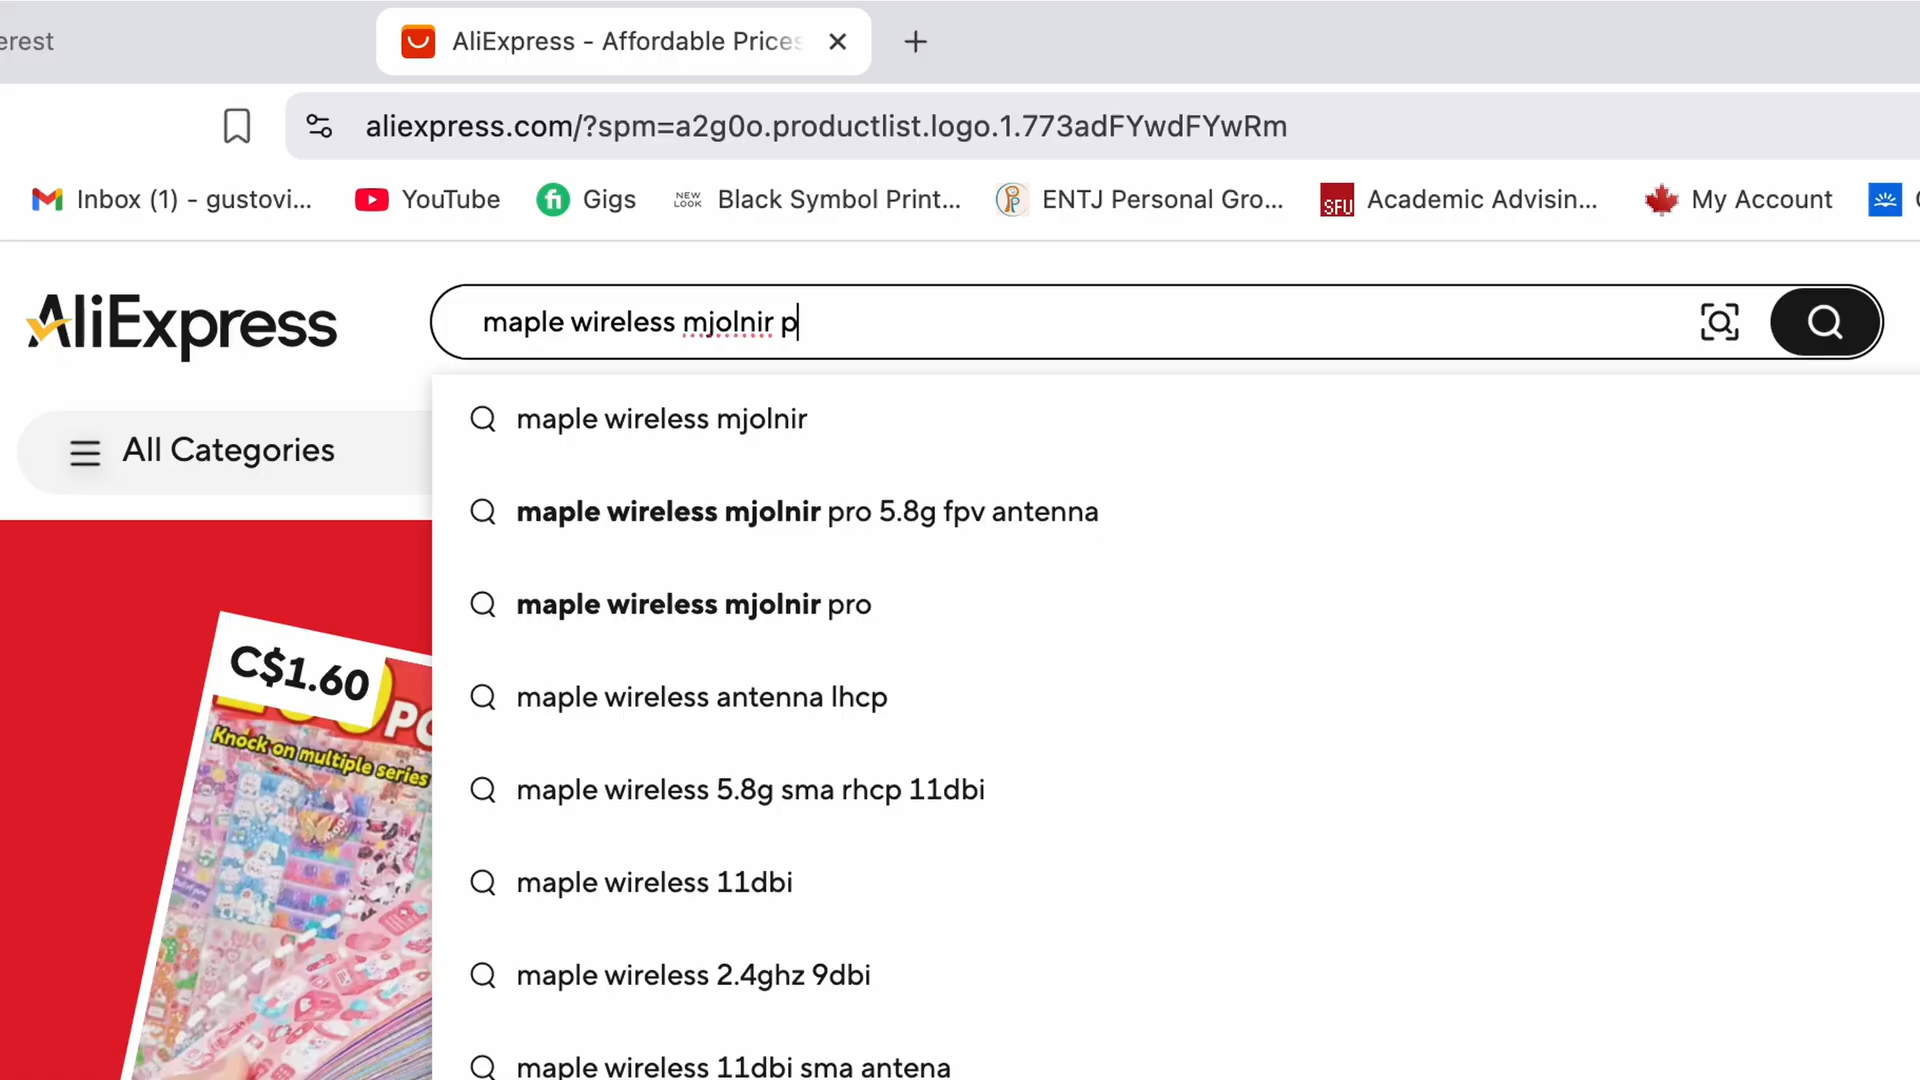 erest
AliExpress - Affordable Prices
aliexpress.com/?spm=a2g0o.productlist.logo.1.773adFYwdFYwRm
Inbox (1) - gustovi... YouTube Gigs NEW LOOK Black Symbol Print... ENTJ Personal Gro... SFU Academic Advisin... My Account
AliExpress
maple wireless mjolnir p
All Categories
maple wireless mjolnir
maple wireless mjolnir pro 5.8g fpv antenna
maple wireless mjolnir pro
maple wireless antenna lhcp
maple wireless 5.8g sma rhcp 11dbi
maple wireless 11dbi
maple wireless 2.4ghz 9dbi
maple wireless 11dbi sma antena
C$1.60
Knock on multiple series